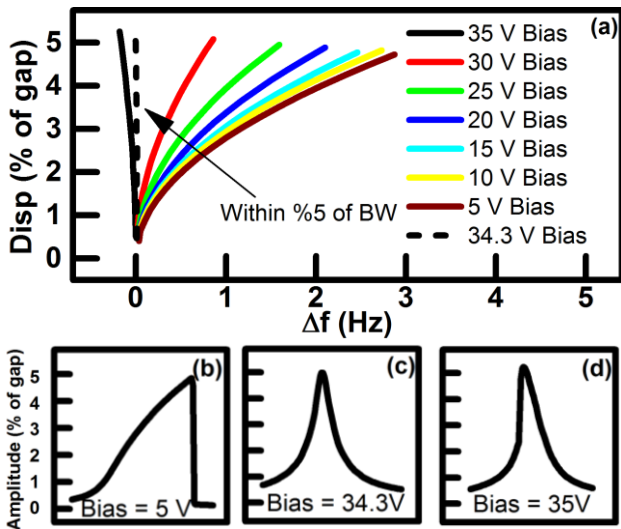 (a)
35 V Bias
30 V Bias
25 V Bias
20 V Bias
15 V Bias
10 V Bias
5 V Bias
34.3 V Bias
Within %5 of BW
Disp (% of gap)
5
4
3
2
1
0
0 1 2 3 4 5
Δf (Hz)
Amplitude (% of gap)
5
4
3
2
1
0
(b)
Bias = 5 V
(c)
Bias = 34.3V
(d)
Bias = 35V